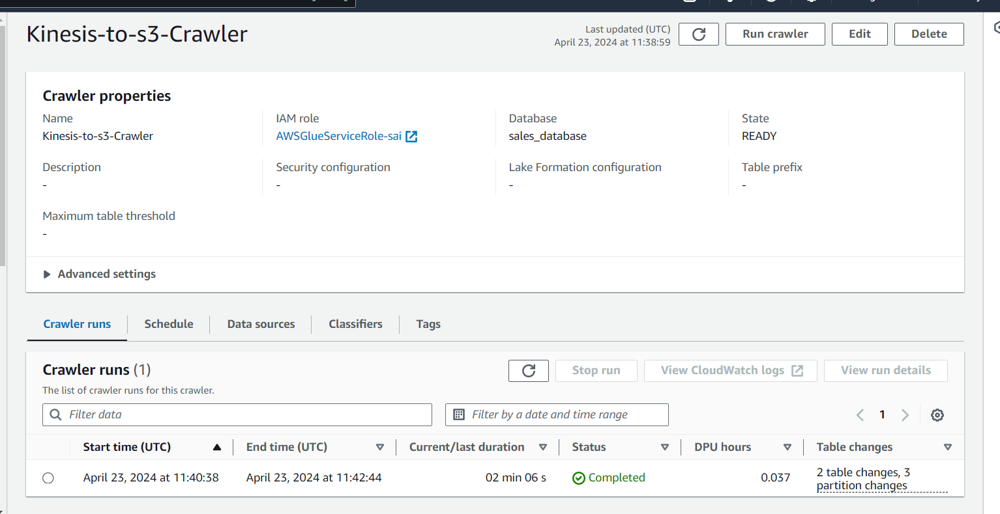 Kinesis-to-s3-Crawler
Last updated (UTC)
April 23, 2024 at 11:38:59
Run crawler
Edit
Delete
Crawler properties
Name
Kinesis-to-s3-Crawler
IAM role
AWSGlueServiceRole-sai
Database
sales_database
State
READY
Description
-
Security configuration
-
Lake Formation configuration
-
Table prefix
-
Maximum table threshold
-
Advanced settings
Crawler runs
Schedule
Data sources
Classifiers
Tags
Crawler runs (1)
The list of crawler runs for this crawler.
Stop run
View CloudWatch logs
View run details
Filter data
Filter by a date and time range
1
Start time (UTC)
End time (UTC)
Current/last duration
Status
DPU hours
Table changes
April 23, 2024 at 11:40:38
April 23, 2024 at 11:42:44
02 min 06 s
Completed
0.037
2 table changes, 3
partition changes